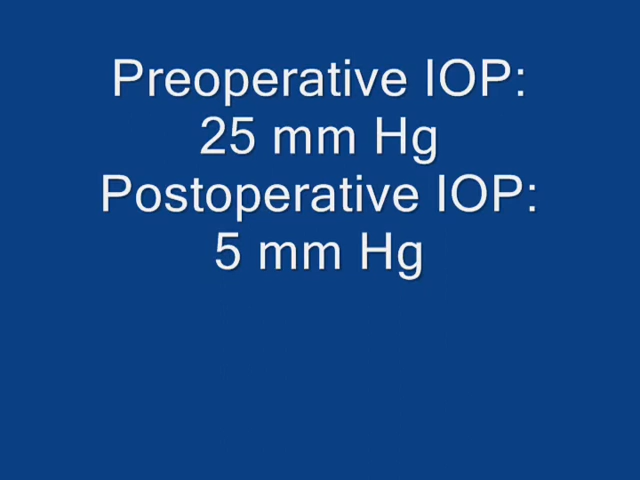 Preoperative IOP:
25 mm Hg
Postoperative IOP:
5 mm Hg